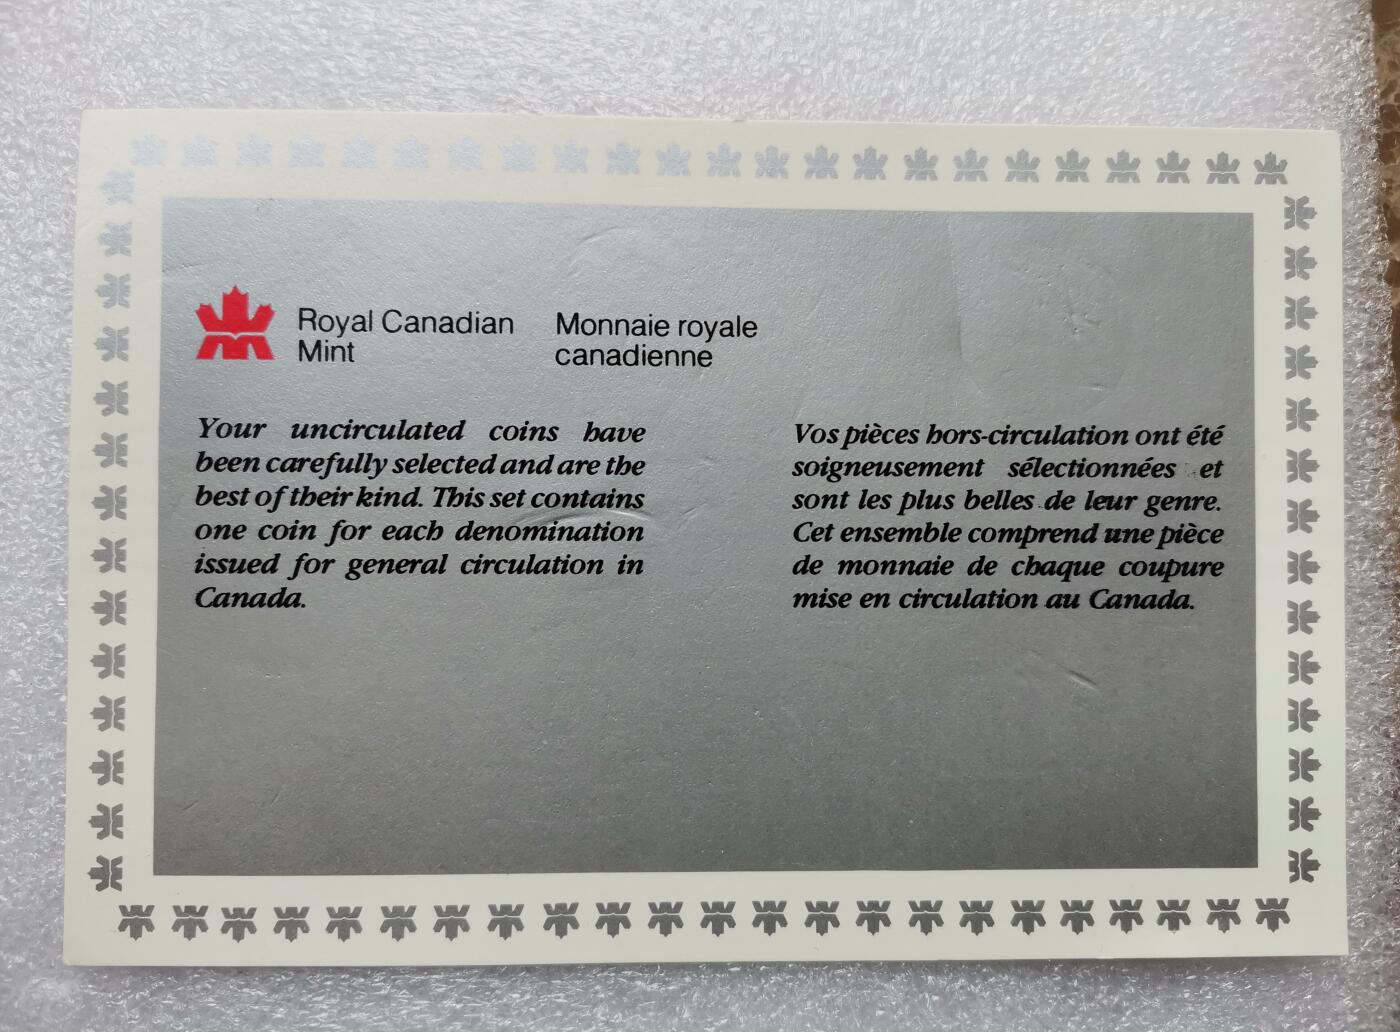 Royal Canadian
Mint
Monnaie royale
canadienne
Your uncirculated coins have
been carefully selected and are the
best of their kind. This set contains
one coin for each denomination
issued for general circulation in
Canada.
Vos pièces hors-circulation ont été
soigneusement sélectionnées et
sont les plus belles de leur genre.
Cet ensemble comprend une pièce
de monnaie de chaque coupure
mise en circulation au Canada.